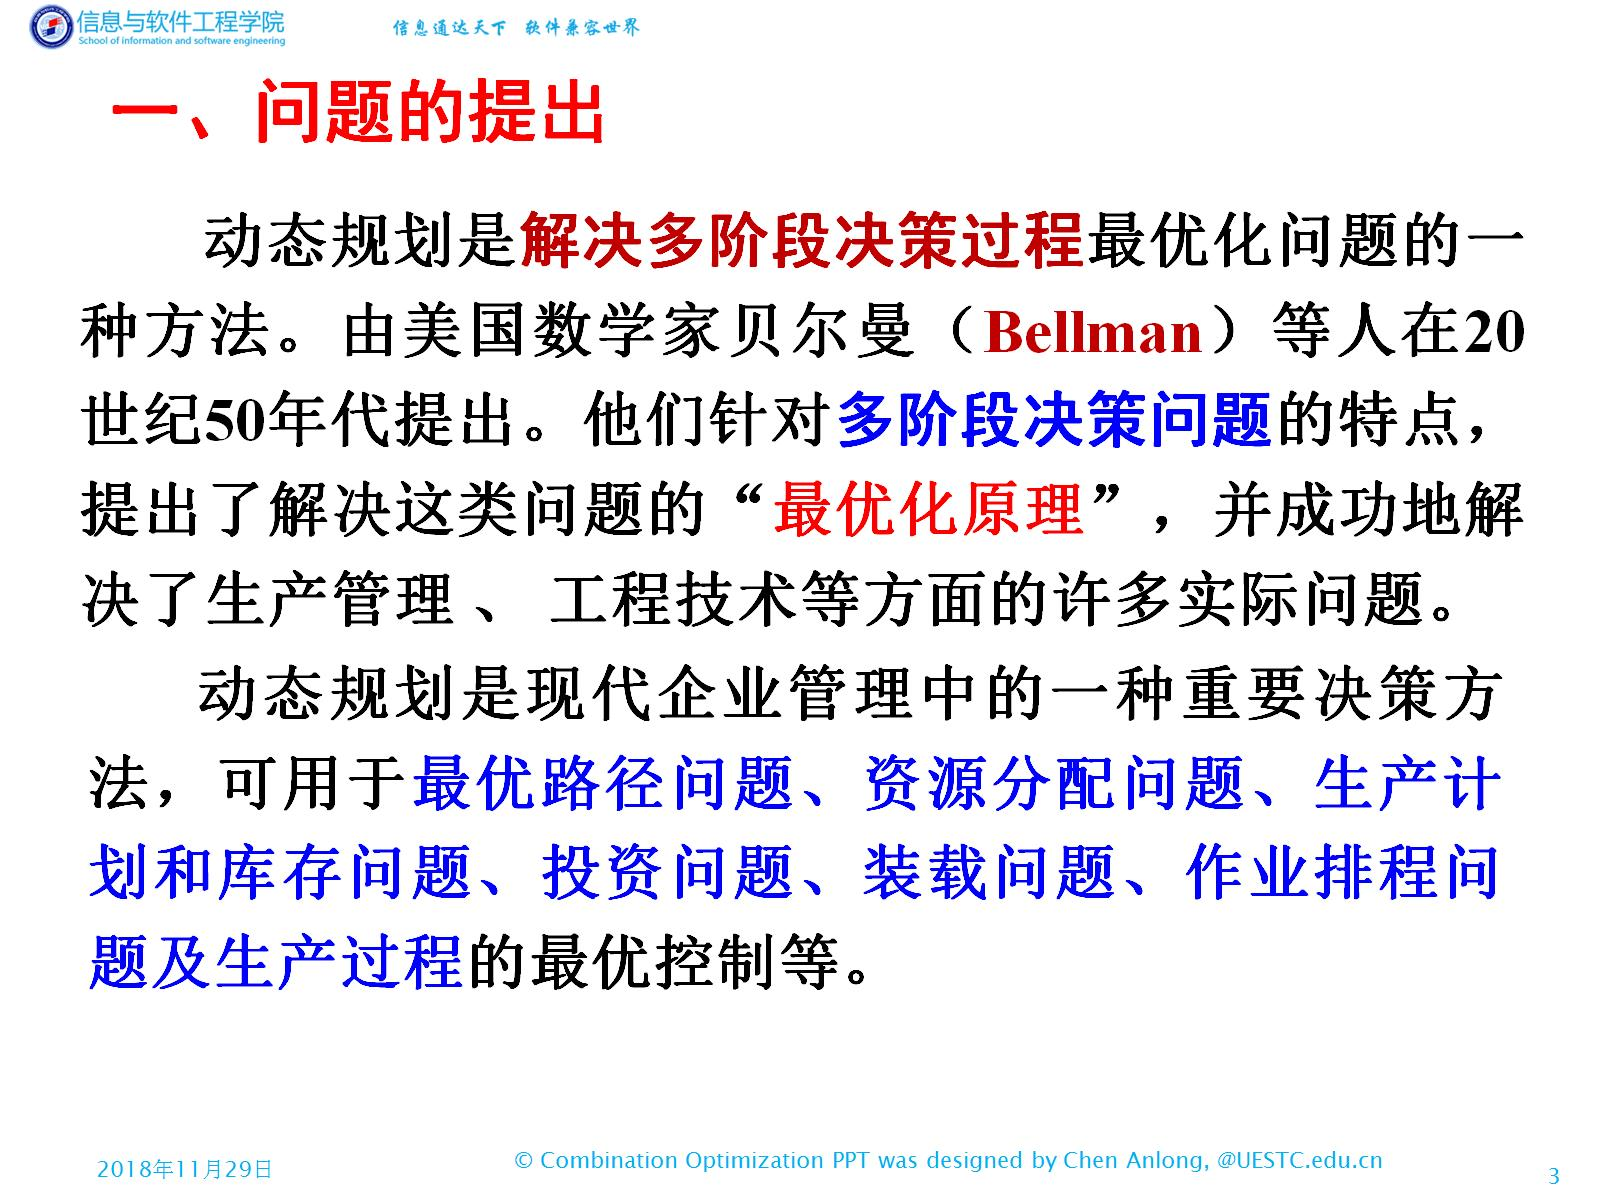 信息与软件工程学院
School of information and software engineering
信息通达天下 软件兼容世界
一、问题的提出
动态规划是解决多阶段决策过程最优化问题的一
种方法。由美国数学家贝尔曼（Bellman）等人在20
世纪50年代提出。他们针对多阶段决策问题的特点，
提出了解决这类问题的“最优化原理”，并成功地解
决了生产管理 、 工程技术等方面的许多实际问题。
动态规划是现代企业管理中的一种重要决策方
法，可用于最优路径问题、资源分配问题、生产计
划和库存问题、投资问题、装载问题、作业排程问
题及生产过程的最优控制等。
2018年11月29日
© Combination Optimization PPT was designed by Chen Anlong, @UESTC.edu.cn
3